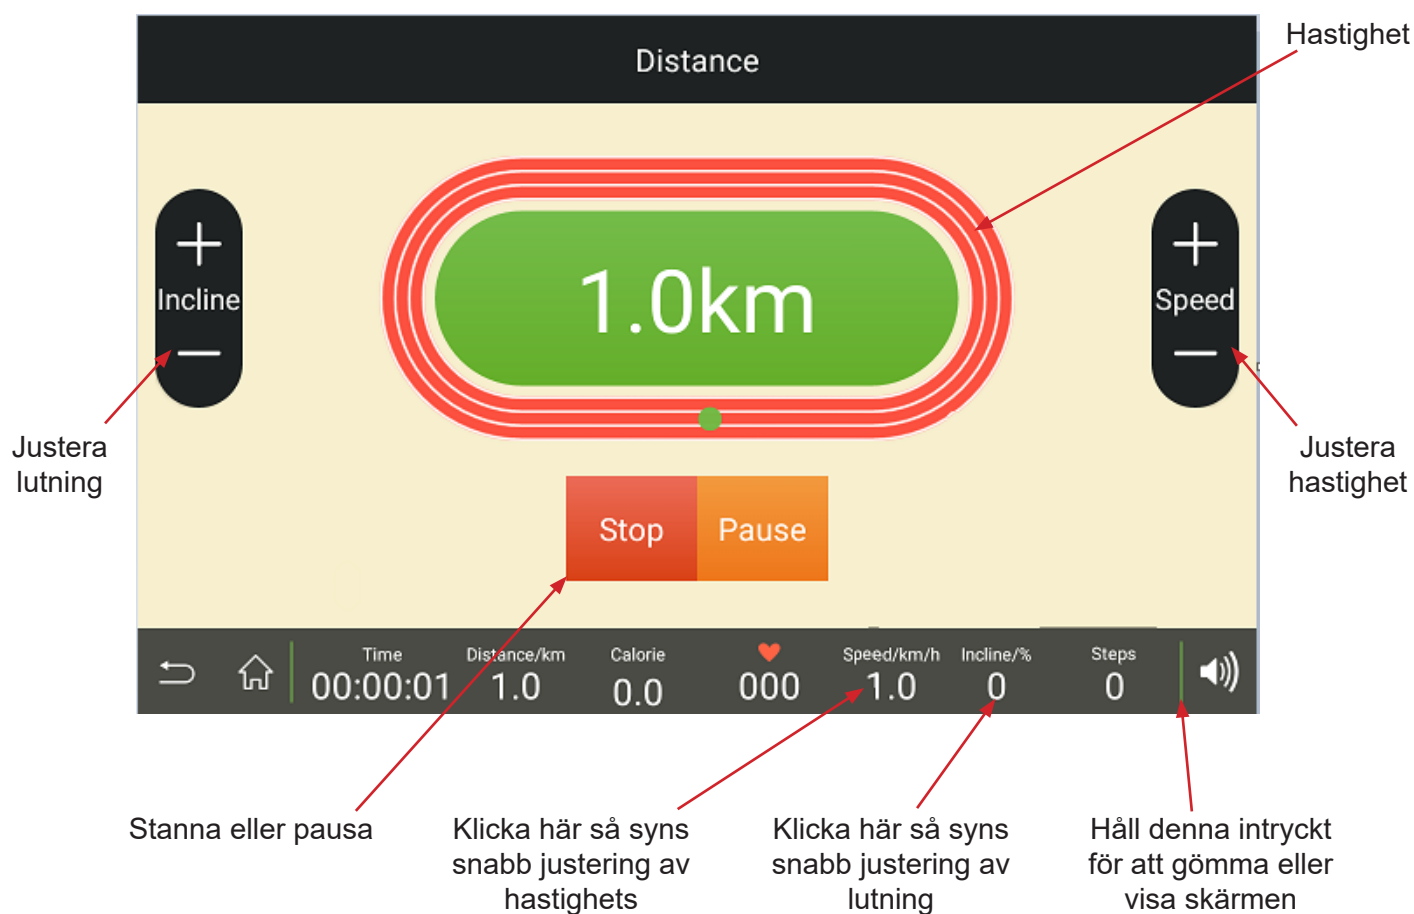 Hastighet
Distance
Incline
1.0km
Speed
Justera
lutning
Justera
hastighet
Stop
Pause
Time
00:00:01
Distance/km
1.0
Calorie
0.0
000
Speed/km/h
1.0
Incline/%
0
Steps
0
Stanna eller pausa
Klicka här så syns
snabb justering av
hastighets
Klicka här så syns
snabb justering av
lutning
Håll denna intryckt
för att gömma eller
visa skärmen